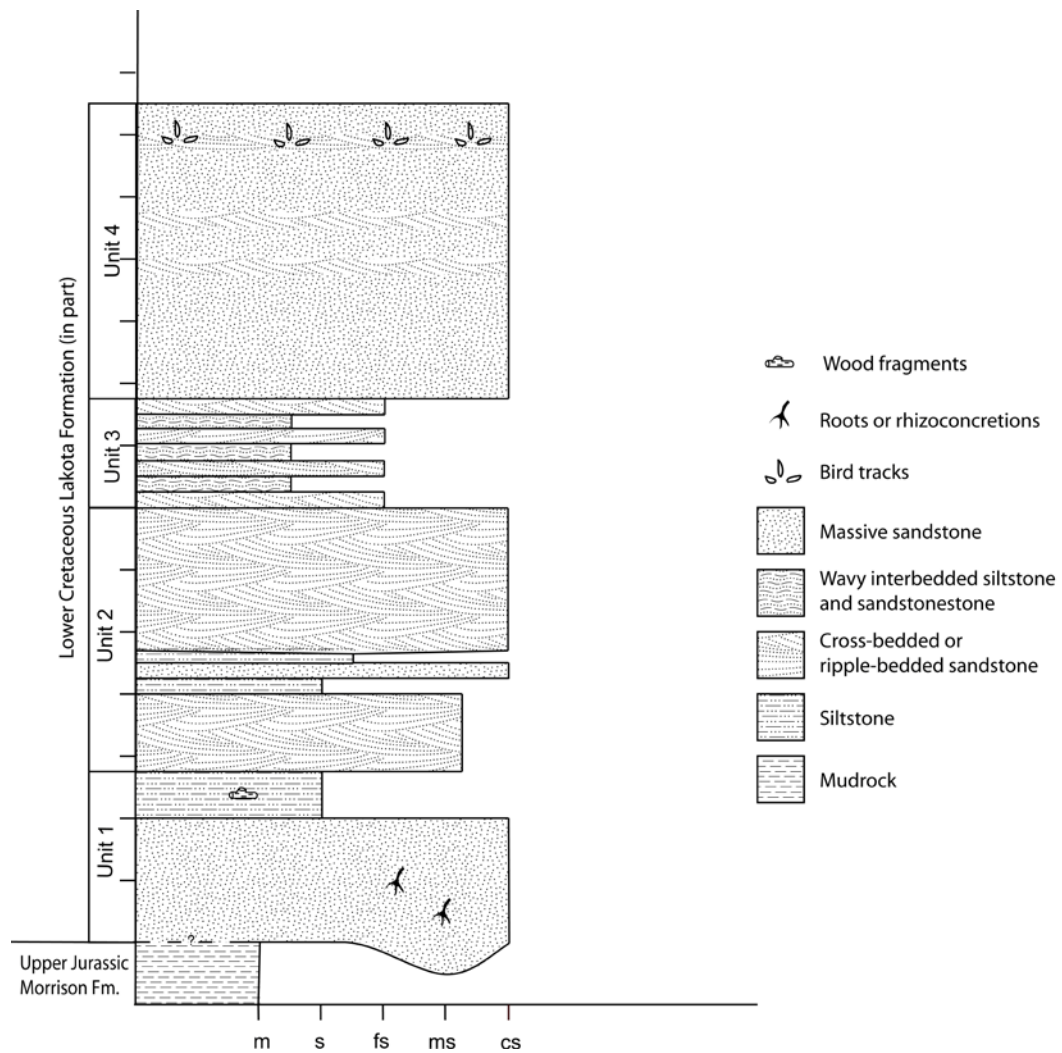 Lower Cretaceous Lakota Formation (in part)
Unit 4
Unit 3
Unit 2
Unit 1
?
Upper Jurassic
Morrison Fm.
m s fs ms cs
Wood fragments
Roots or rhizoconcretions
Bird tracks
Massive sandstone
Wavy interbedded siltstone
and sandstonestone
Cross-bedded or
ripple-bedded sandstone
Siltstone
Mudrock